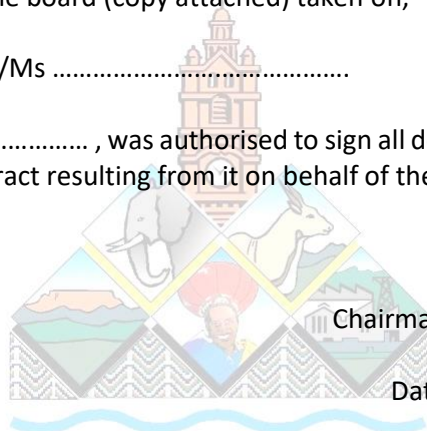 e board (copy attached) taken on,
/Ms ……………………………………….
…………… , was authorised to sign all d
ract resulting from it on behalf of the
Chairma
Dat